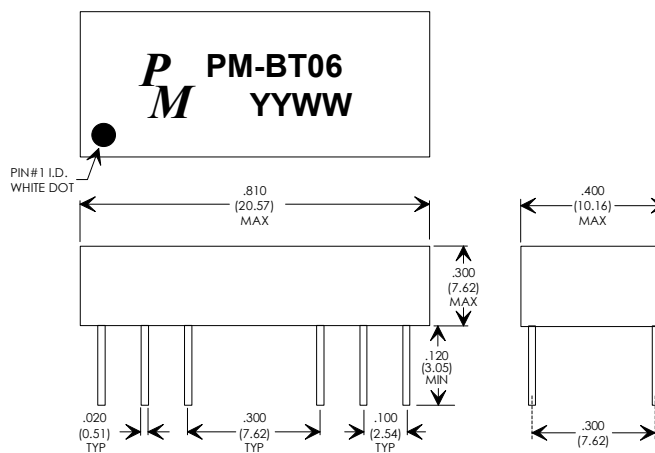 P
M
PM-BT06
YYWW
PIN#1 I.D.
WHITE DOT
.810
(20.57)
MAX
.400
(10.16)
MAX
.300
(7.62)
MAX
.120
(3.05)
MIN
.020
(0.51)
TYP
.300
(7.62)
TYP
.100
(2.54)
TYP
.300
(7.62)